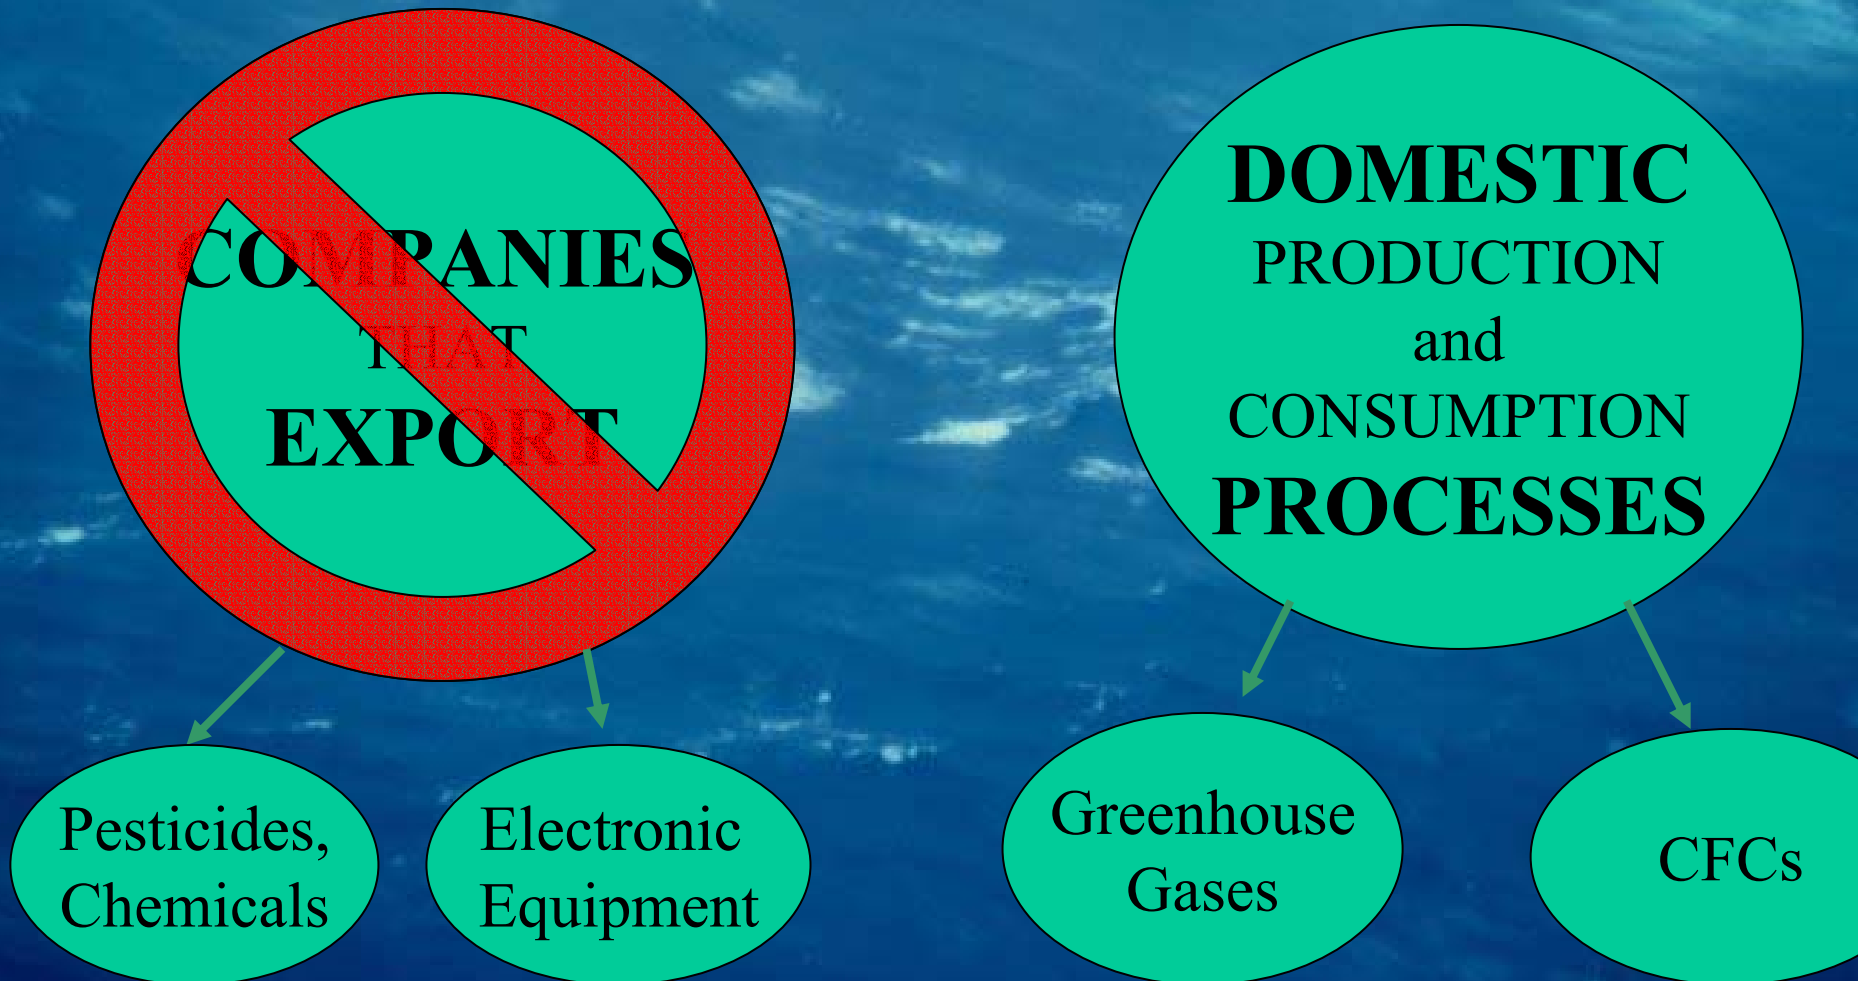 COMPANIES
THAT
EXPORT
DOMESTIC
PRODUCTION
and
CONSUMPTION
PROCESSES
Pesticides,
Chemicals
Electronic
Equipment
Greenhouse
Gases
CFCs